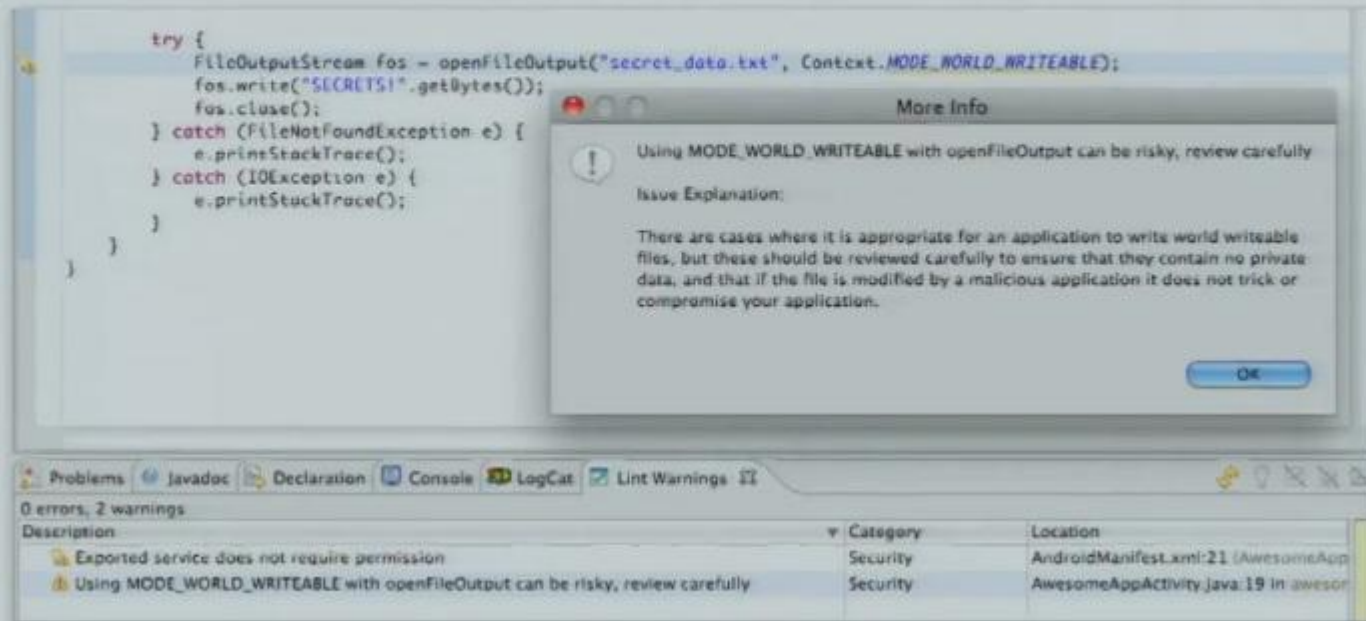 try {
FileOutputStream fos = openFileOutput("secret_data.txt", Context.MODE_WORLD_WRITEABLE);
fos.write("SECRETS!".getBytes());
fos.close();
} catch (FileNotFoundException e) {
e.printStackTrace();
} catch (IOException e) {
e.printStackTrace();
}
}
}
More Info
!
Using MODE_WORLD_WRITEABLE with openFileOutput can be risky, review carefully
Issue Explanation:
There are cases where it is appropriate for an application to write world writeable
files, but these should be reviewed carefully to ensure that they contain no private
data, and that if the file is modified by a malicious application it does not trick or
compromise your application.
OK
Problems Javadoc Declaration Console LogCat Lint Warnings
0 errors, 2 warnings
Description Category Location
Exported service does not require permission Security AndroidManifest.xml:21 (AwesomeApp
Using MODE_WORLD_WRITEABLE with openFileOutput can be risky, review carefully Security AwesomeAppActivity.java:19 in awesom